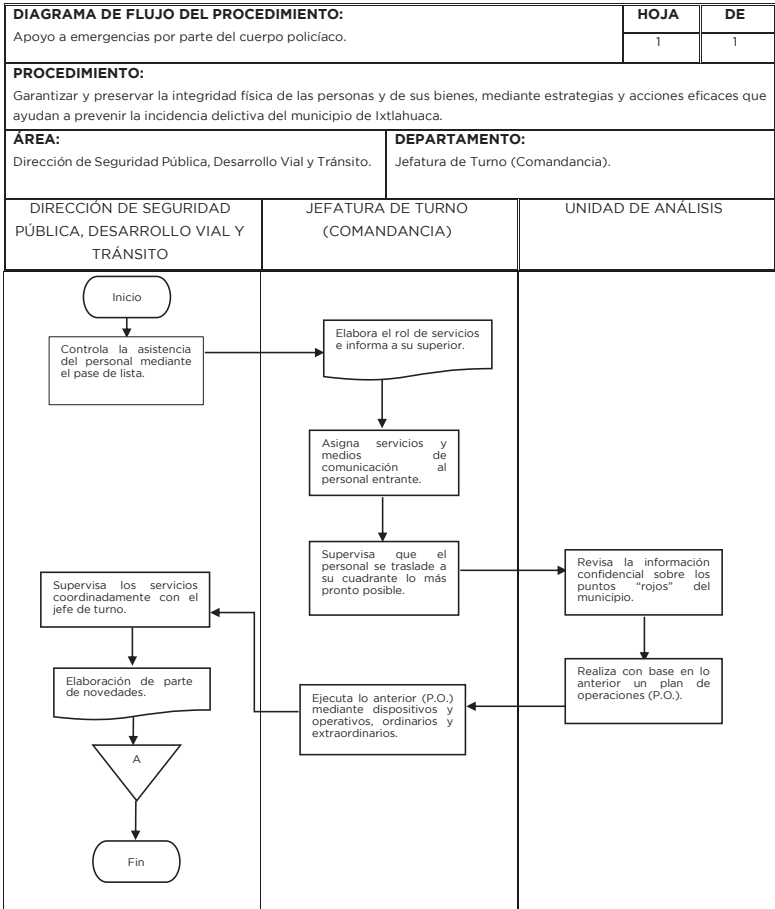 DIAGRAMA DE FLUJO DEL PROCEDIMIENTO:
Apoyo a emergencias por parte del cuerpo policíaco.
HOJA
DE
1
1
PROCEDIMIENTO:
Garantizar y preservar la integridad física de las personas y de sus bienes, mediante estrategias y acciones eficaces que
ayudan a prevenir la incidencia delictiva del municipio de Ixtlahuaca.
ÁREA:
Dirección de Seguridad Pública, Desarrollo Vial y Tránsito.
DEPARTAMENTO:
Jefatura de Turno (Comandancia).
DIRECCIÓN DE SEGURIDAD
PÚBLICA, DESARROLLO VIAL Y
TRÁNSITO
JEFATURA DE TURNO
(COMANDANCIA)
UNIDAD DE ANÁLISIS
Inicio
Controla la asistencia
del personal mediante
el pase de lista.
Elabora el rol de servicios
e informa a su superior.
Asigna servicios y
medios de
comunicación al
personal entrante.
Supervisa que el
personal se traslade a
su cuadrante lo más
pronto posible.
Revisa la información
confidencial sobre los
puntos “rojos” del
municipio.
Realiza con base en lo
anterior un plan de
operaciones (P.O.).
Ejecuta lo anterior (P.O.)
mediante dispositivos y
operativos, ordinarios y
extraordinarios.
Supervisa los servicios
coordinadamente con el
jefe de turno.
Elaboración de parte
de novedades.
A
Fin